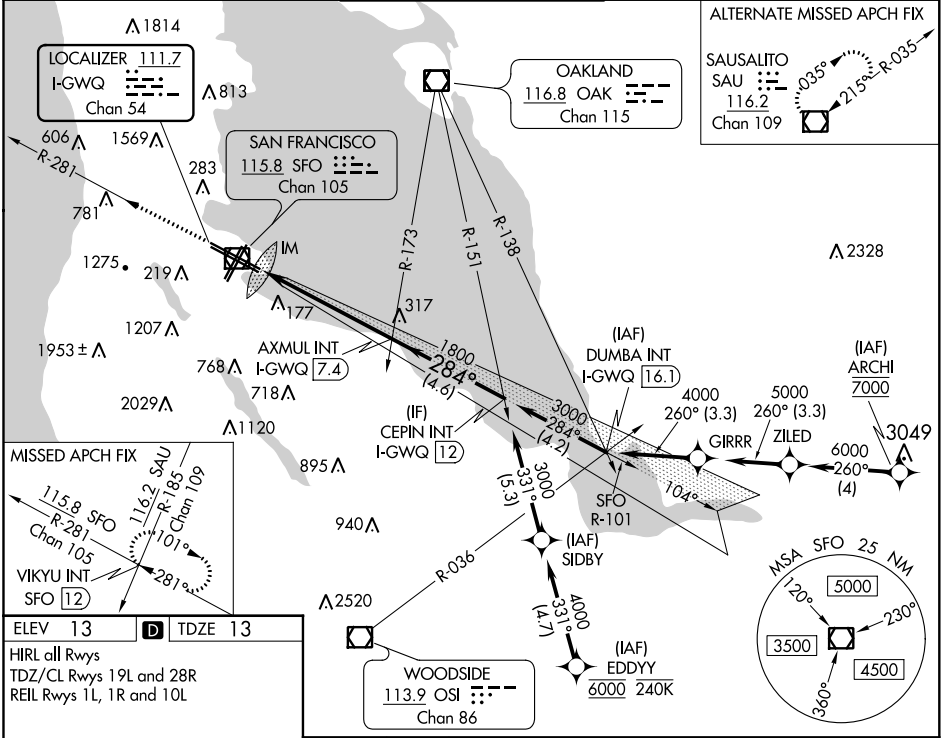 1814
LOCALIZER 111.7
I-GWQ
Chan 54
813
606
1569
R-281
283
781
1275
219
SAN FRANCISCO
115.8 SFO
Chan 105
IM
OAKLAND
116.8 OAK
Chan 115
R-173
R-151
R-138
ALTERNATE MISSED APCH FIX
SAUSALITO
SAU
116.2
Chan 109
035°
215°
R-035
2328
177
317
1207
1953 ±
768
718
2029
1120
895
940
2520
AXMUL INT
I-GWQ 7.4
1800
284°
(4.6)
(IF)
CEPIN INT
I-GWQ 12
3000
284°
(4.2)
(IAF)
DUMBA INT
I-GWQ 16.1
4000
260° (3.3)
GIRRR
5000
260° (3.3)
ZILED
(IAF)
ARCHI
7000
3049
6000
260°
(4)
SFO
R-101
104°
3000
331°
(5.3)
(IAF)
SIDBY
4000
331°
(4.7)
(IAF)
EDDYY
6000 240K
R-036
WOODSIDE
113.9 OSI
Chan 86
MISSED APCH FIX
115.8 SFO
R-281
Chan 105
116.2 SAU
R-185
Chan 109
101°
281°
VIKYU INT
SFO 12
MSA SFO 25 NM
120°
5000
230°
3500
4500
360°
ELEV 13
D
TDZE 13
HIRL all Rwys
TDZ/CL Rwys 19L and 28R
REIL Rwys 1L, 1R and 10L